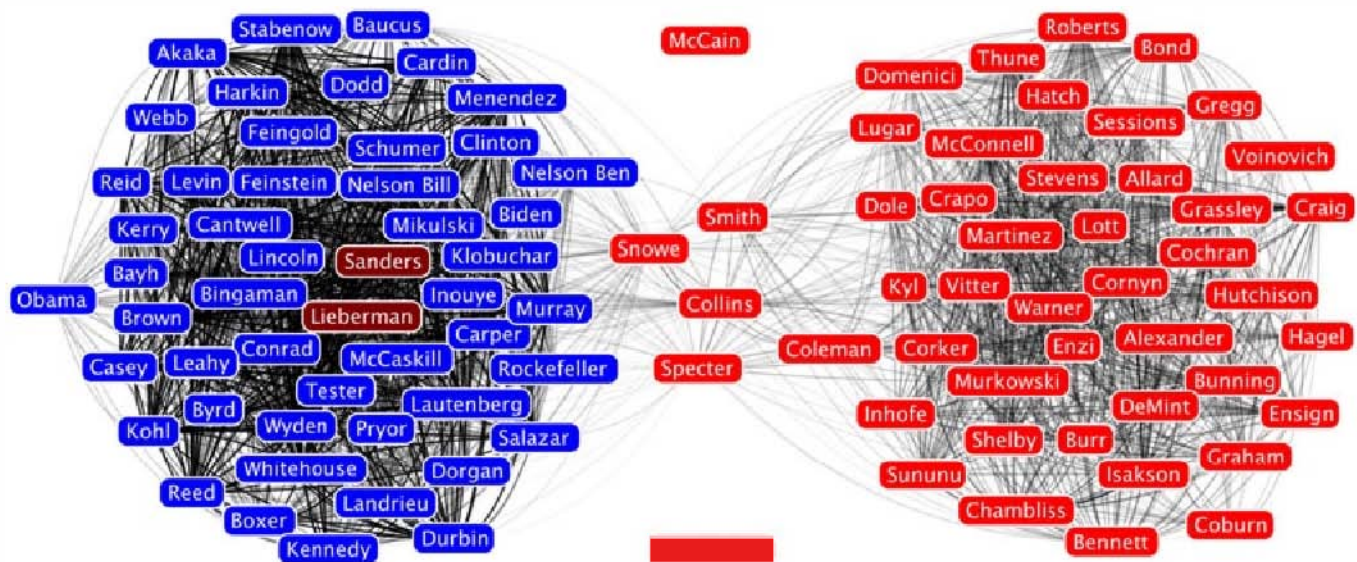 Stabenow
Baucus
Akaka
Cardin
Dodd
Harkin
Menendez
Webb
Feingold
Schumer
Clinton
Nelson Ben
Reid
Levin
Feinstein
Nelson Bill
Kerry
Cantwell
Mikulski
Biden
Lincoln
Sanders
Klobuchar
Bayh
Obama
Bingaman
Inouye
Murray
Brown
Lieberman
Carper
Casey
Leahy
Conrad
McCaskill
Rockefeller
Tester
Byrd
Lautenberg
Kohl
Wyden
Pryor
Salazar
Whitehouse
Dorgan
Reed
Landrieu
Boxer
Durbin
Kennedy
McCain
Smith
Snowe
Collins
Specter
Coleman
Roberts
Bond
Thune
Domenici
Hatch
Gregg
Sessions
Lugar
McConnell
Voinovich
Stevens
Allard
Dole
Crapo
Grassley
Craig
Martinez
Lott
Cochran
Kyl
Vitter
Cornyn
Hutchison
Warner
Corker
Enzi
Alexander
Hagel
Murkowski
Bunning
Inhofe
DeMint
Ensign
Shelby
Burr
Graham
Sununu
Isakson
Chambliss
Coburn
Bennett